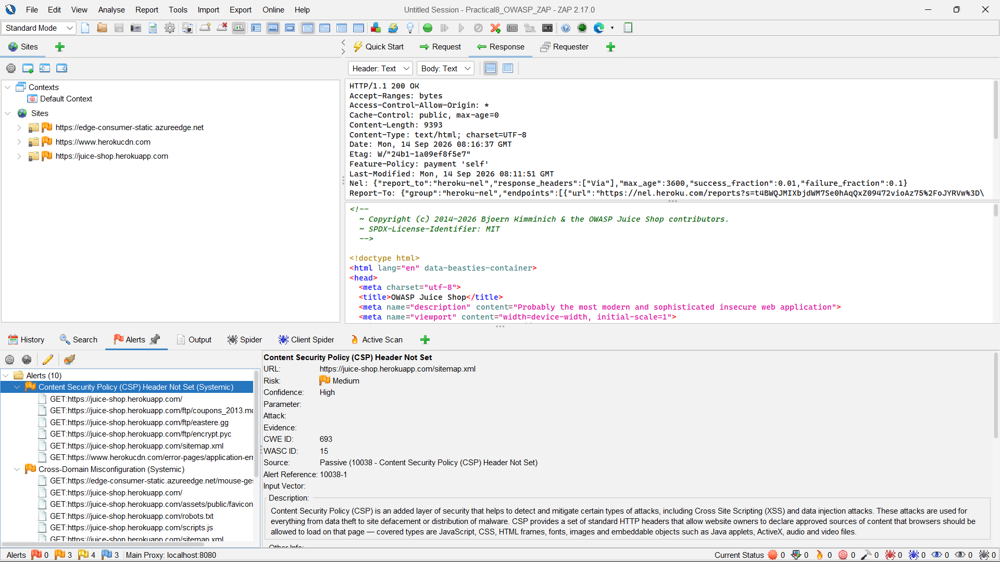 File Edit View Analyse Report Tools Import Export Online Help
Untitled Session - Practical8_OWASP_ZAP - ZAP 2.17.0
Standard Mode
Sites
Quick Start Request Response Requester
Header: Text Body: Text
Contexts
Default Context
Sites
https://edge-consumer-static.azureedge.net
https://www.herokucdn.com
https://juice-shop.herokuapp.com
HTTP/1.1 200 OK
Accept-Ranges: bytes
Access-Control-Allow-Origin: *
Cache-Control: public, max-age=0
Content-Length: 9393
Content-Type: text/html; charset=UTF-8
Date: Mon, 14 Sep 2026 08:16:37 GMT
Etag: W/"24b1-1a09ef8f5e7"
Feature-Policy: payment 'self'
Last-Modified: Mon, 14 Sep 2026 08:11:51 GMT
Nel: {"report_to":"heroku-nel","response_headers":["Via"],"max_age":3600,"success_fraction":0.01,"failure_fraction":0.1}
Report-To: {"group":"heroku-nel","endpoints":[{"url":"https://nel.heroku.com/reports?s=t4BWQJMIXbjdWM7Se0hAqQxZ09472vioAz75%2FoJYRVw%3D\
<!--
~ Copyright (c) 2014-2026 Bjoern Kimminich & the OWASP Juice Shop contributors.
~ SPDX-License-Identifier: MIT
-->
<!doctype html>
<html lang="en" data-beasties-container>
<head>
<meta charset="utf-8">
<title>OWASP Juice Shop</title>
<meta name="description" content="Probably the most modern and sophisticated insecure web application">
<meta name="viewport" content="width=device-width, initial-scale=1">
History Search Alerts Output Spider Client Spider Active Scan
Alerts (10)
Content Security Policy (CSP) Header Not Set (Systemic)
GET:https://juice-shop.herokuapp.com/
GET:https://juice-shop.herokuapp.com/ftp/coupons_2013.m
GET:https://juice-shop.herokuapp.com/ftp/eastere.gg
GET:https://juice-shop.herokuapp.com/ftp/encrypt.pyc
GET:https://juice-shop.herokuapp.com/sitemap.xml
GET:https://www.herokucdn.com/error-pages/application-er
Cross-Domain Misconfiguration (Systemic)
GET:https://edge-consumer-static.azureedge.net/mouse-ge
GET:https://juice-shop.herokuapp.com/
GET:https://juice-shop.herokuapp.com/assets/public/favicon
GET:https://juice-shop.herokuapp.com/robots.txt
GET:https://juice-shop.herokuapp.com/scripts.js
GET:https://juice-shop.herokuapp.com/sitemap.xml
Content Security Policy (CSP) Header Not Set
URL: https://juice-shop.herokuapp.com/sitemap.xml
Risk: Medium
Confidence: High
Parameter:
Attack:
Evidence:
CWE ID: 693
WASC ID: 15
Source: Passive (10038 - Content Security Policy (CSP) Header Not Set)
Alert Reference: 10038-1
Input Vector:
Description:
Content Security Policy (CSP) is an added layer of security that helps to detect and mitigate certain types of attacks, including Cross Site Scripting (XSS) and data injection attacks. These attacks are used for
everything from data theft to site defacement or distribution of malware. CSP provides a set of standard HTTP headers that allow website owners to declare approved sources of content that browsers should be
allowed to load on that page — covered types are JavaScript, CSS, HTML frames, fonts, images and embeddable objects such as Java applets, ActiveX, audio and video files.
Other Info:
Alerts 0 3 4 3 Main Proxy: localhost:8080
Current Status 0 0 0 0 0 0 0 0 0 0